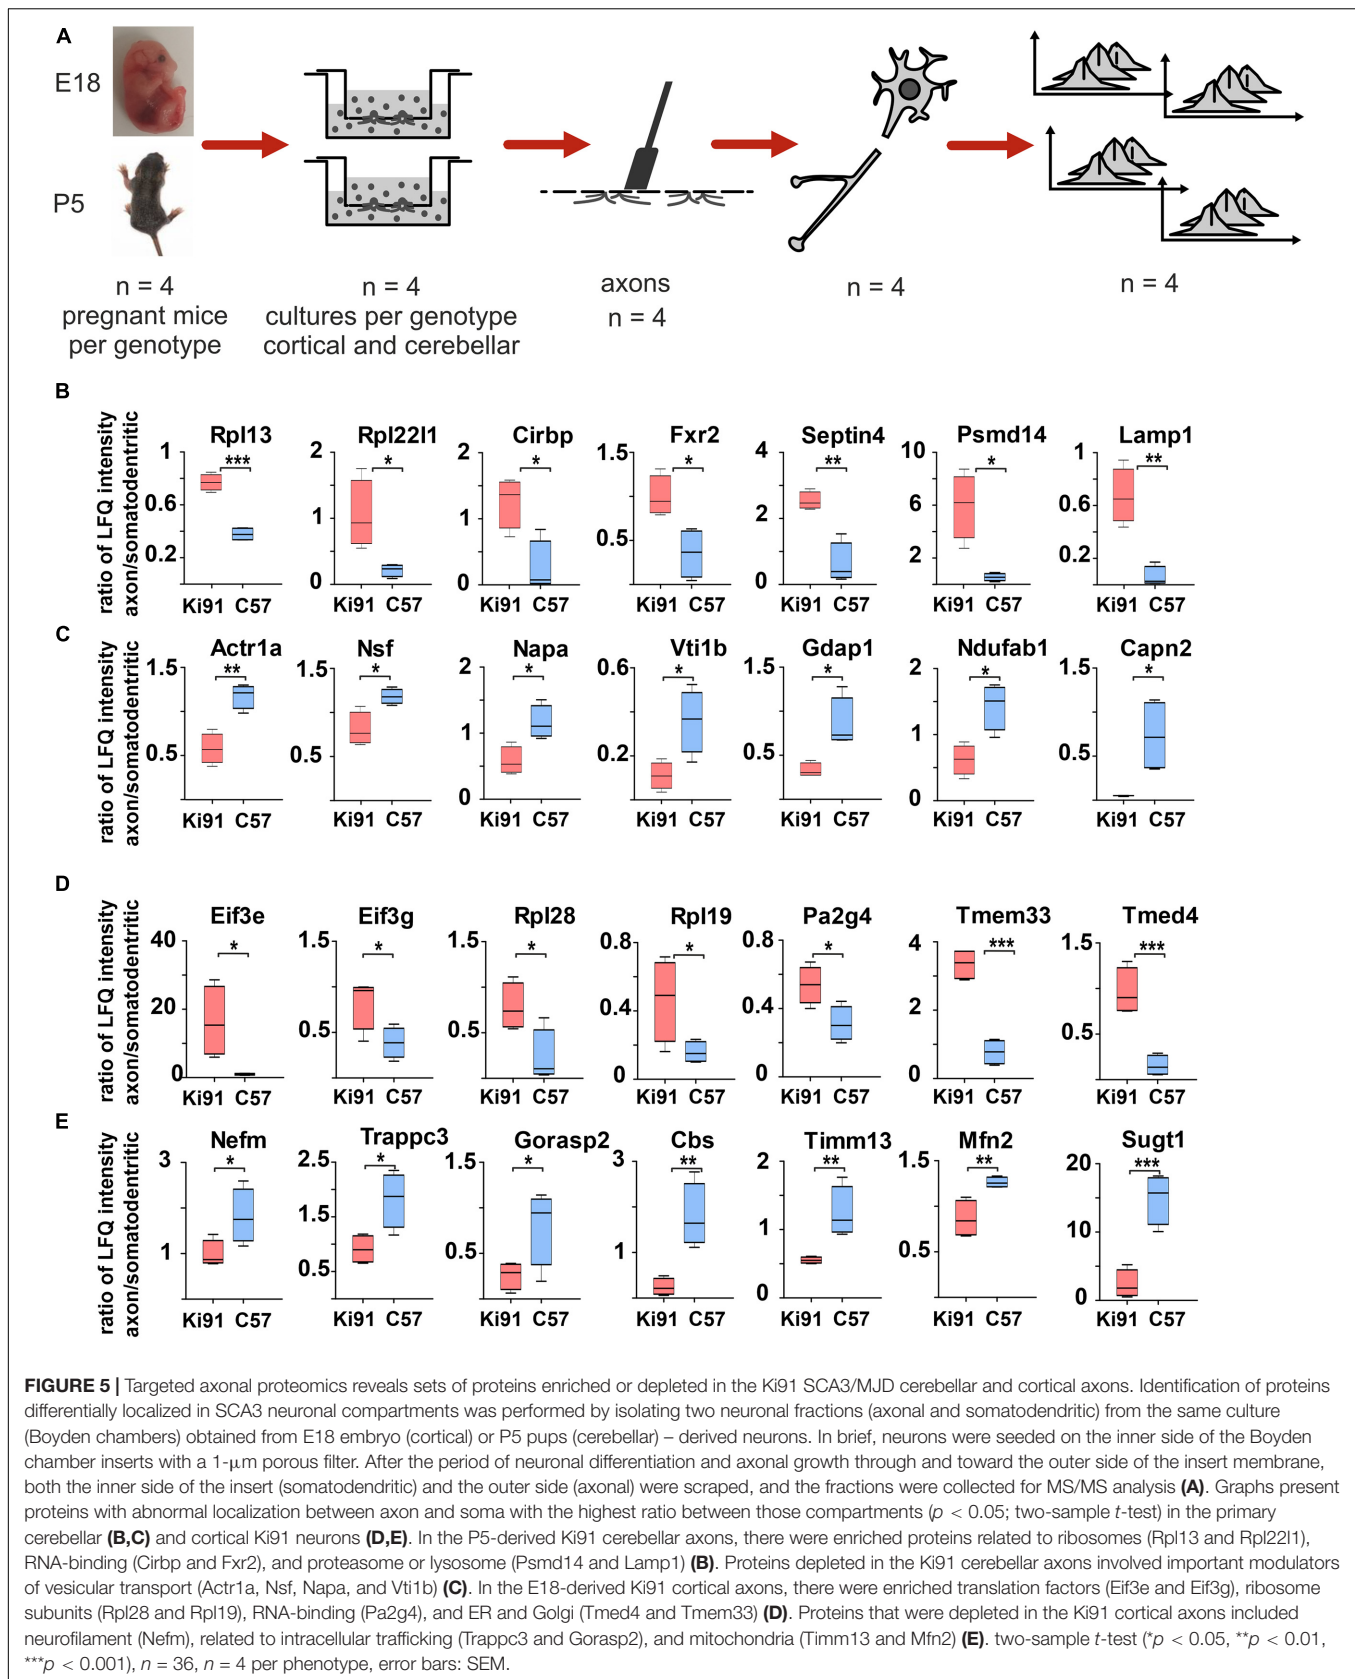 A
E18
P5
n = 4
pregnant mice
per genotype
n = 4
cultures per genotype
cortical and cerebellar
axons
n = 4
n = 4
n = 4
B
ratio of LFQ intensity
axon/somatodentritic
Rpl13
1
0.6
0.2
***
Ki91 C57
Rpl22l1
2
1
0
*
Ki91 C57
Cirbp
2
1
0
*
Ki91 C57
Fxr2
1.5
0.5
*
Ki91 C57
Septin4
4
2
0
**
Ki91 C57
Psmd14
10
6
2
*
Ki91 C57
Lamp1
1
0.6
0.2
**
Ki91 C57
C
ratio of LFQ intensity
axon/somatodentritic
Actr1a
1.5
0.5
**
Ki91 C57
Nsf
1.5
0.5
*
Ki91 C57
Napa
2
1
0
*
Ki91 C57
Vti1b
0.6
0.2
*
Ki91 C57
Gdap1
1.5
0.5
*
Ki91 C57
Ndufab1
2
1
0
*
Ki91 C57
Capn2
1.5
0.5
*
Ki91 C57
D
ratio of LFQ intensity
axon/somatodentritic
Eif3e
40
20
0
*
Ki91 C57
Eif3g
1.5
0.5
*
Ki91 C57
Rpl28
1.5
0.5
*
Ki91 C57
Rpl19
0.8
0.4
0
*
Ki91 C57
Pa2g4
0.8
0.4
0
*
Ki91 C57
Tmem33
4
2
0
***
Ki91 C57
Tmed4
1.5
0.5
***
Ki91 C57
E
ratio of LFQ intensity
axon/somatodentritic
Nefm
3
1
*
Ki91 C57
Trappc3
2.5
1.5
0.5
*
Ki91 C57
Gorasp2
1.5
0.5
*
Ki91 C57
Cbs
3
1
**
Ki91 C57
Timm13
2
1
0
**
Ki91 C57
Mfn2
1.5
0.5
**
Ki91 C57
Sugt1
20
10
0
***
Ki91 C57
FIGURE 5 | Targeted axonal proteomics reveals sets of proteins enriched or depleted in the Ki91 SCA3/MJD cerebellar and cortical axons. Identification of proteins
differentially localized in SCA3 neuronal compartments was performed by isolating two neuronal fractions (axonal and somatodendritic) from the same culture
(Boyden chambers) obtained from E18 embryo (cortical) or P5 pups (cerebellar) – derived neurons. In brief, neurons were seeded on the inner side of the Boyden
chamber inserts with a 1-μm porous filter. After the period of neuronal differentiation and axonal growth through and toward the outer side of the insert membrane,
both the inner side of the insert (somatodendritic) and the outer side (axonal) were scraped, and the fractions were collected for MS/MS analysis (A). Graphs present
proteins with abnormal localization between axon and soma with the highest ratio between those compartments (p < 0.05; two-sample t-test) in the primary
cerebellar (B,C) and cortical Ki91 neurons (D,E). In the P5-derived Ki91 cerebellar axons, there were enriched proteins related to ribosomes (Rpl13 and Rpl22l1),
RNA-binding (Cirbp and Fxr2), and proteasome or lysosome (Psmd14 and Lamp1) (B). Proteins depleted in the Ki91 cerebellar axons involved important modulators
of vesicular transport (Actr1a, Nsf, Napa, and Vti1b) (C). In the E18-derived Ki91 cortical axons, there were enriched translation factors (Eif3e and Eif3g), ribosome
subunits (Rpl28 and Rpl19), RNA-binding (Pa2g4), and ER and Golgi (Tmed4 and Tmem33) (D). Proteins that were depleted in the Ki91 cortical axons included
neurofilament (Nefm), related to intracellular trafficking (Trappc3 and Gorasp2), and mitochondria (Timm13 and Mfn2) (E). two-sample t-test (*p < 0.05, **p < 0.01,
***p < 0.001), n = 36, n = 4 per phenotype, error bars: SEM.